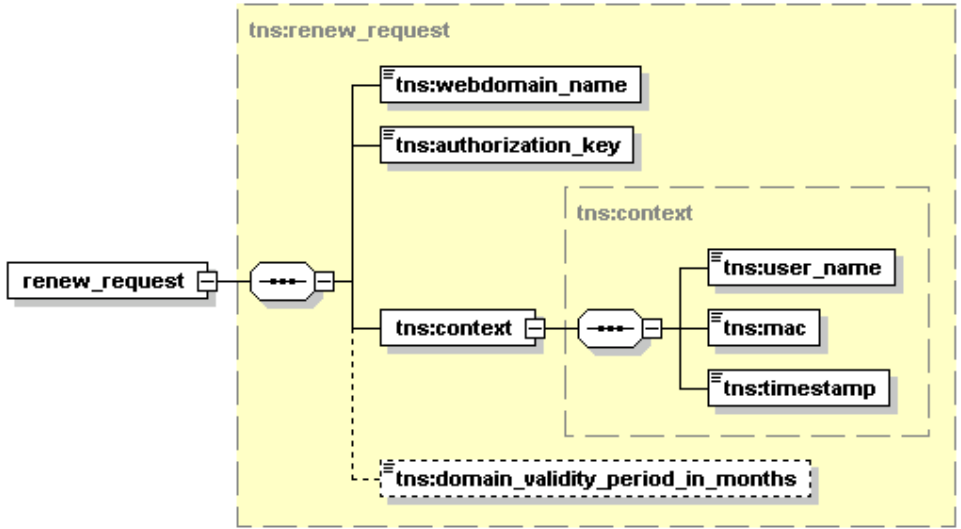 tns:renew_request
tns:webdomain_name
tns:authorization_key
tns:context
renew_request
tns:user_name
tns:context
tns:mac
tns:timestamp
tns:domain_validity_period_in_months